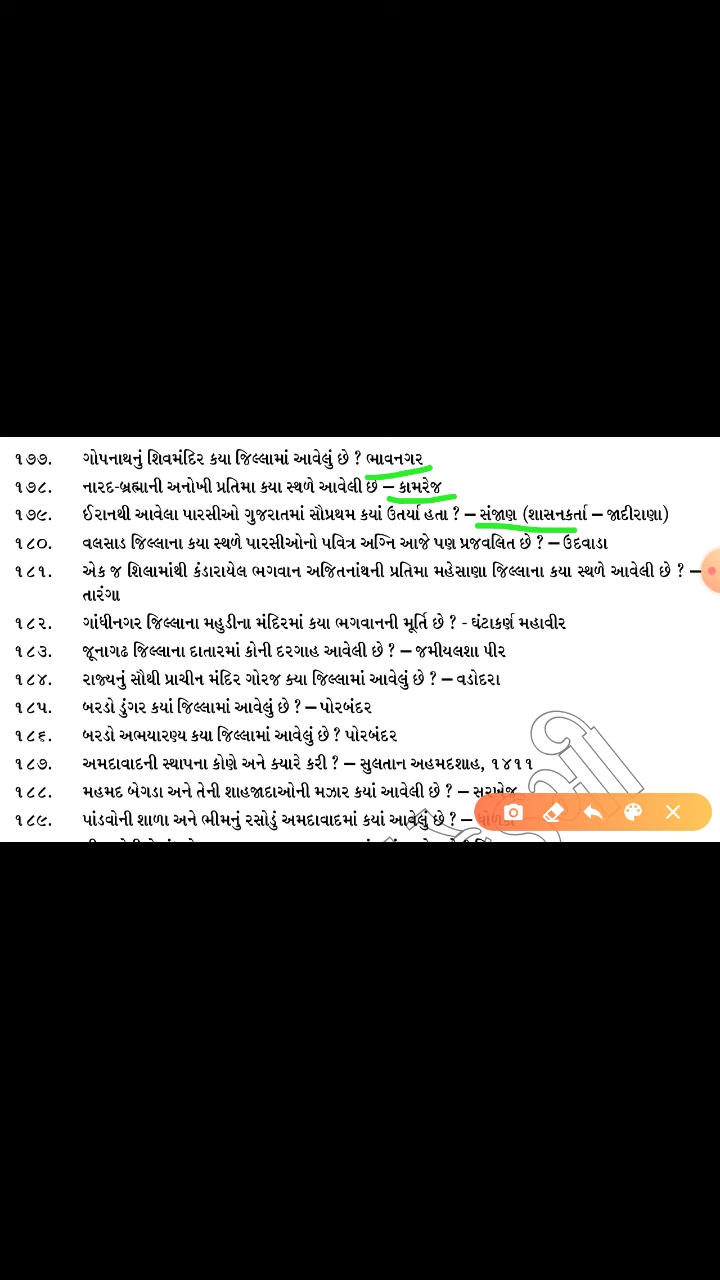 ૧૭૭. ગોપનાથનું શિવમંદિર કયા જિલ્લામાં આવેલું છે ? ભાવનગર
૧૭૮. નારદ-બ્રહ્માની અનોખી પ્રતિમા કયા સ્થળે આવેલી છે – કામરેજ
૧૭૯. ઈરાનથી આવેલા પારસીઓ ગુજરાતમાં સૌપ્રથમ કયાં ઉતર્યા હતા ? – સંજાણ (શાસનકર્તા – જાદીરાણા)
૧૮૦. વલસાડ જિલ્લાના કયા સ્થળે પારસીઓનો પવિત્ર અગ્નિ આજે પણ પ્રજવલિત છે ? – ઉદવાડા
૧૮૧. એક જ શિલામાંથી કંડારાયેલ ભગવાન અજિતનાંથની પ્રતિમા મહેસાણા જિલ્લાના કયા સ્થળે આવેલી છે ? –
તારંગા
૧૮૨. ગાંધીનગર જિલ્લાના મહુડીના મંદિરમાં કયા ભગવાનની મૂર્તિ છે ? - ઘંટાકર્ણ મહાવીર
૧૮૩. જૂનાગઢ જિલ્લાના દાતારમાં કોની દરગાહ આવેલી છે ? – જમીયલશા પીર
૧૮૪. રાજ્યનું સૌથી પ્રાચીન મંદિર ગોરજ ક્યા જિલ્લામાં આવેલું છે ? – વડોદરા
૧૮૫. બરડો ડુંગર કયાં જિલ્લામાં આવેલું છે ? – પોરબંદર
૧૮૬. બરડો અભયારણ્ય કયા જિલ્લામાં આવેલું છે ? પોરબંદર
૧૮૭. અમદાવાદની સ્થાપના કોણે અને ક્યારે કરી ? – સુલતાન અહમદશાહ, ૧૪૧૧
૧૮૮. મહમદ બેગડા અને તેની શાહજાદાઓની મઝાર કયાં આવેલી છે ? – સરખેજ
૧૮૯. પાંડવોની શાળા અને ભીમનું રસોડું અમદાવાદમાં કયાં આવેલું છે ? –